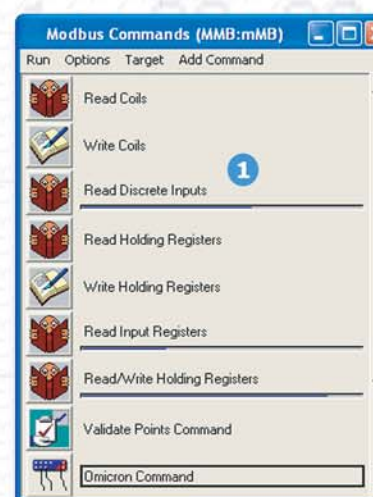 Modbus Commands (MMB:mMB)
Run Options Target Add Command
Read Coils
Write Coils
1
Read Discrete Inputs
Read Holding Registers
Write Holding Registers
Read Input Registers
Read/Write Holding Registers
Validate Points Command
Omicron Command